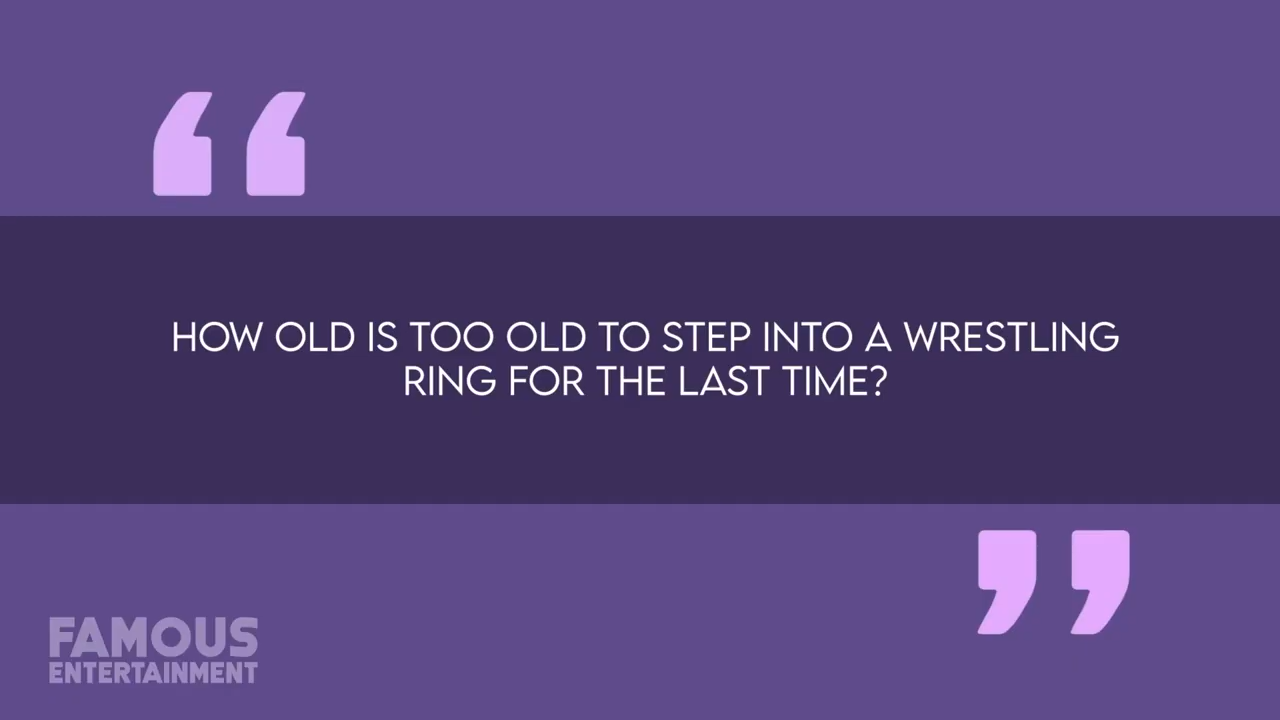 “
HOW OLD IS TOO OLD TO STEP INTO A WRESTLING
RING FOR THE LAST TIME?
”
FAMOUS
ENTERTAINMENT